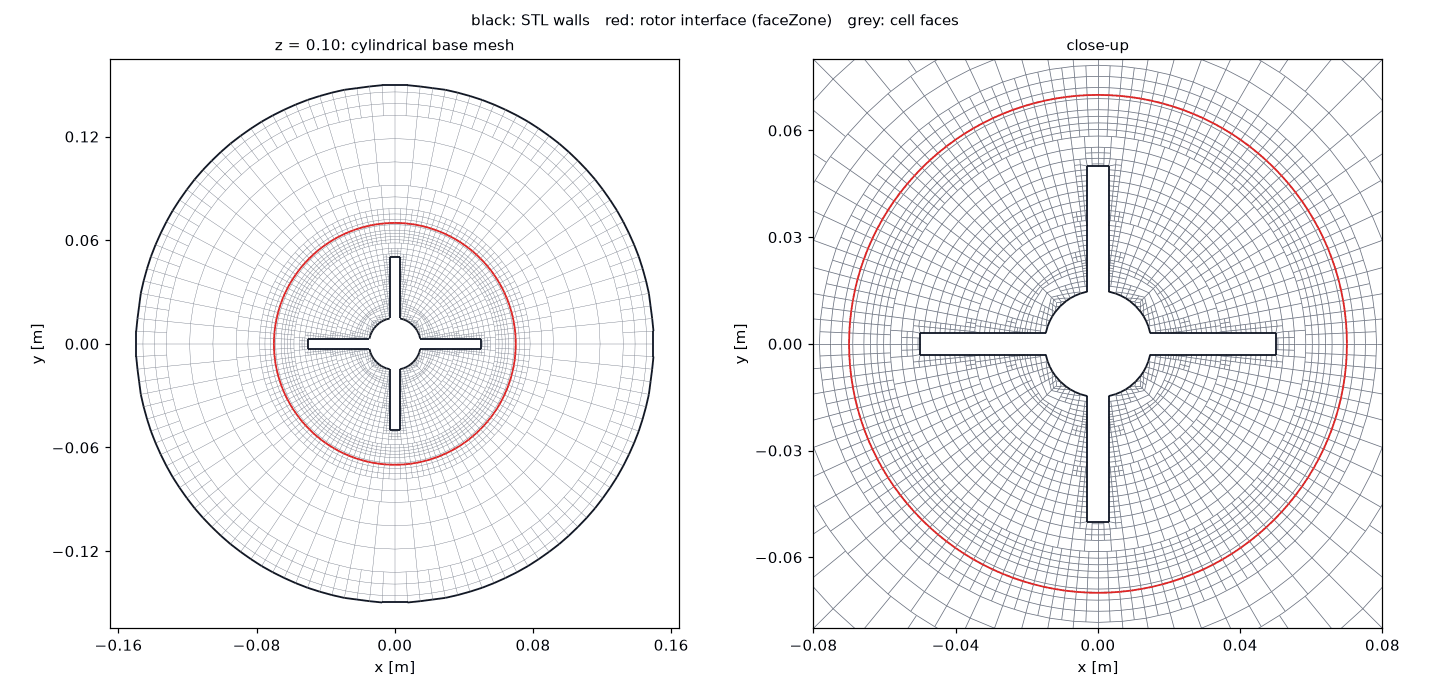 black: STL walls   red: rotor interface (faceZone)   grey: cell faces
z = 0.10: cylindrical base mesh
close-up
0.12
0.06
0.00
−0.06
−0.12
y [m]
−0.16
−0.08
0.00
0.08
0.16
x [m]
0.06
0.03
0.00
−0.03
−0.06
y [m]
−0.08
−0.04
0.00
0.04
0.08
x [m]